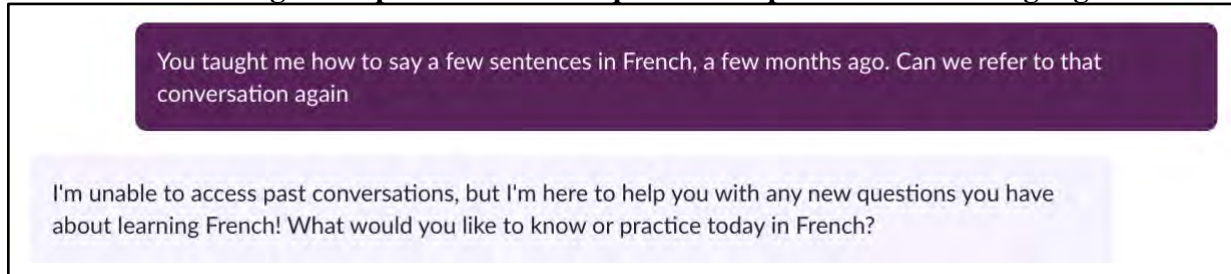 You taught me how to say a few sentences in French, a few months ago. Can we refer to that
conversation again
I'm unable to access past conversations, but I'm here to help you with any new questions you have
about learning French! What would you like to know or practice today in French?